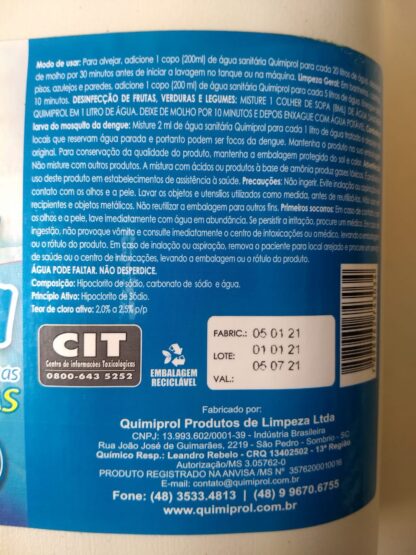 Modo de usar: Para alvejar, adicione 1 copo (200ml) de água sanitária Quimiprol para cada 20 litros de água,
de molho por 30 minutos antes de iniciar a lavagem no tanque ou na máquina. Limpeza Geral: Em banheiros,
pisos, azulejos e paredes, adicione 1 copo (200 ml) de água sanitária para cada 5 litros de água,
10 minutos. DESINFECÇÃO DE FRUTAS, VERDURAS E LEGUMES: MISTURE 1 COLHER DE SOPA (8ML) DE ÁGUA
QUIMIPROL EM 1 LITRO DE ÁGUA. DEIXE DE MOLHO POR 10 MINUTOS E DEPOIS ENXAGUE COM ÁGUA POTÁVEL.
larva do mosquito da dengue: Misture 2 ml de água sanitária Quimiprol para cada 1 litro de água
locais que reservam água parada e portanto podem ser focos da dengue. Mantenha o produto na sua
original. Para conservação da qualidade do produto, mantenha a embalagem protegida do sol e calor.
Não misture com outros produtos. A mistura com ácidos ou produtos à base de amônia produz gases tóxicos.
uso deste produto em estabelecimentos de assistência à saúde. Precauções: Não ingerir. Evite inalação ou
contato com os olhos e a pele. Lavar os objetos e utensílios utilizados como medida, antes de reutilizá-los.
recipientes e objetos metálicos. Não reutilizar a embalagem para outros fins. Primeiros socorros: Em caso de contato com
os olhos e a pele, lave imediatamente com água em abundância. Se persistir a irritação, procure um médico. Em
ingestão, não provoque vômito e consulte imediatamente o centro de intoxicações ou o médico, levando a embalagem
ou o rótulo do produto. Em caso de inalação ou aspiração, remova o paciente para local arejado e procure um
de saúde ou o centro de intoxicações, levando a embalagem ou o rótulo do produto.
ÁGUA PODE FALTAR. NÃO DESPERDICE.
Composição: Hipoclorito de sódio, carbonato de sódio e água.
Princípio Ativo: Hipoclorito de Sódio.
Teor de cloro ativo: 2,0% a 2,5% p/p
CIT
Centro de informações Toxicológicas
0800-643 5252
EMBALAGEM
RECICLÁVEL
FABRIC.: 05 01 21
LOTE: 01 01 21
VAL.: 05 07 21
as
AS
Fabricado por:
Quimiprol Produtos de Limpeza Ltda
CNPJ: 13.993.602/0001-39 - Indústria Brasileira
Rua João José de Guimarães, 2219 - São Pedro - Sombrio - SC
Químico Resp.: Leandro Rebelo - CRQ 13402502 - 13ª Região
Autorização/MS 3.05762-0
PRODUTO REGISTRADO NA ANVISA /MS Nº 3576200010016
E-mail: contato@quimiprol.com.br
Fone: (48) 3533.4813 | (48) 9 9670.6755
www.quimiprol.com.br